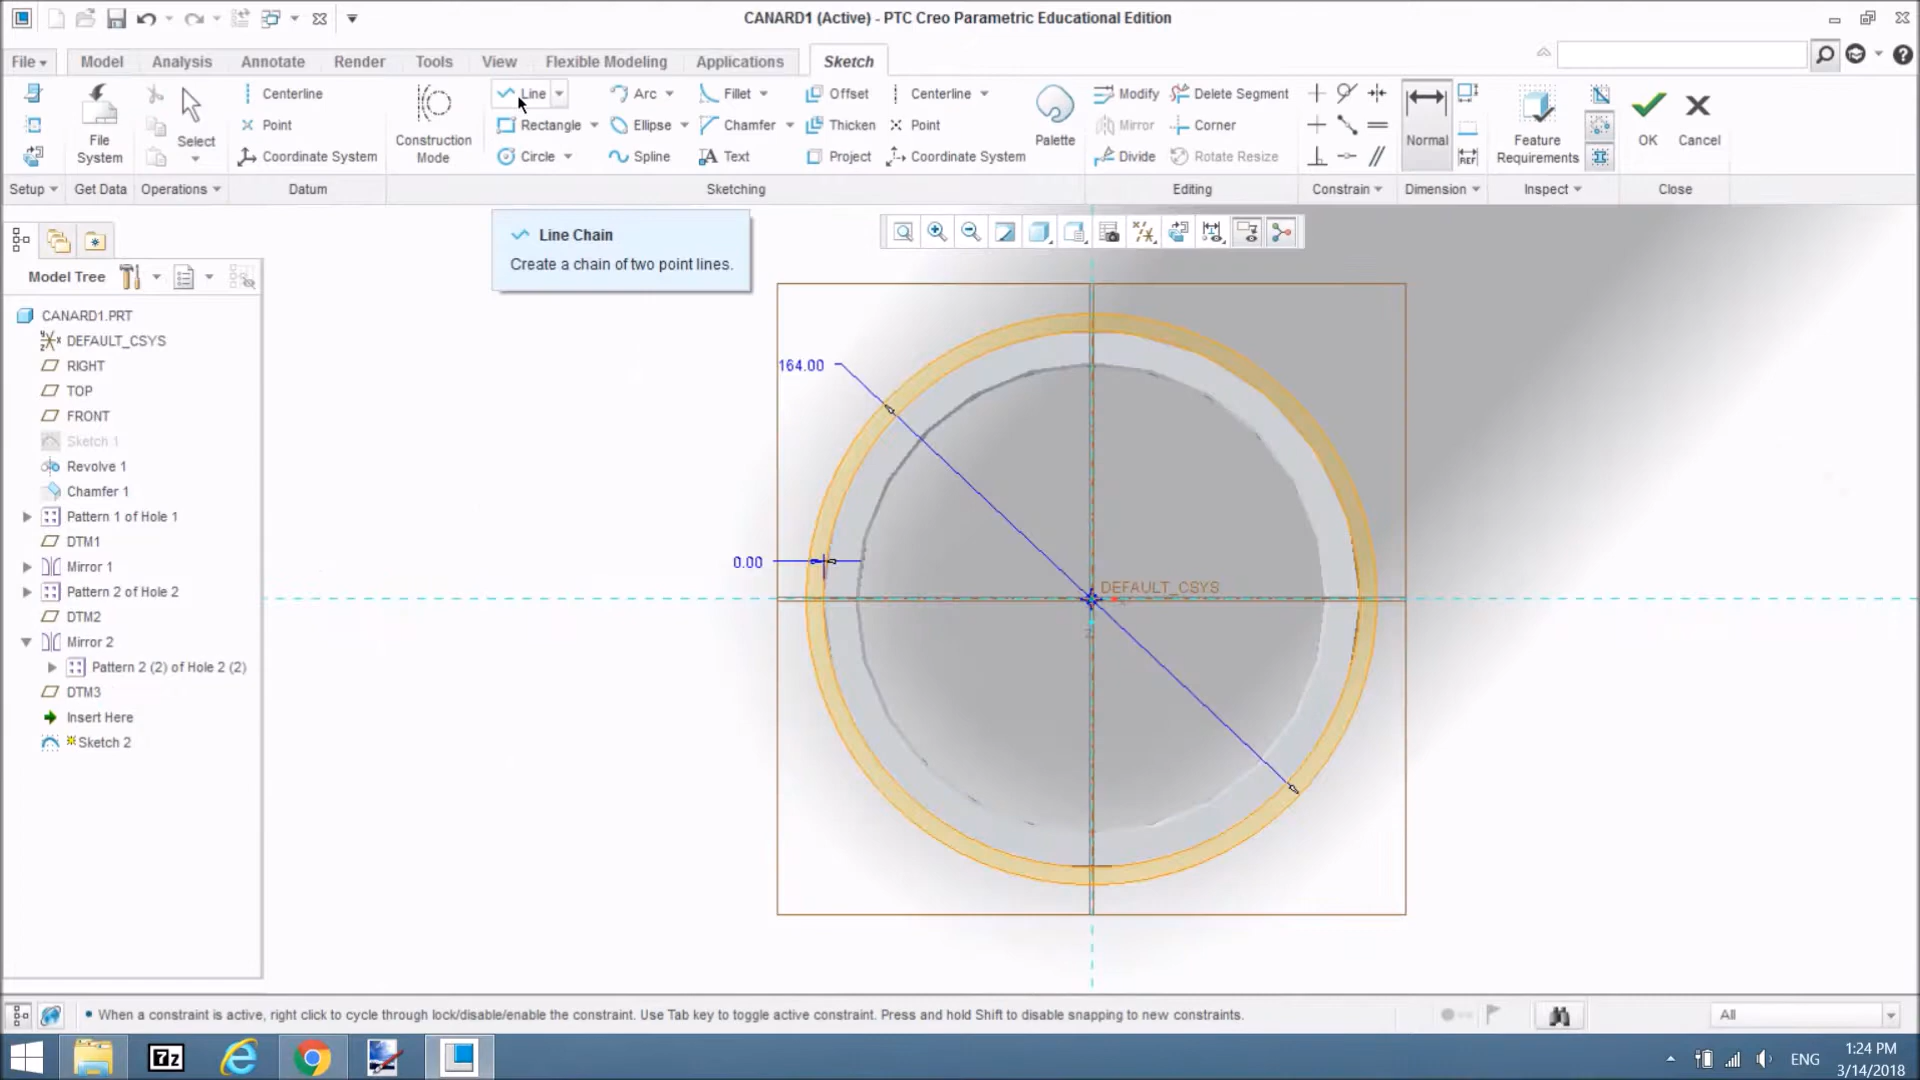 CANARD1 (Active) - PTC Creo Parametric Educational Edition
File Model Analysis Annotate Render Tools View Flexible Modeling Applications Sketch
Centerline Line Arc Fillet Offset Centerline Modify Delete Segment
Point Rectangle Ellipse Chamfer Thicken Point Mirror Corner
Coordinate System Circle Spline Text Project Coordinate System Divide Rotate Resize
File System Select Construction Mode Palette Normal REF Feature Requirements OK Cancel
Setup Get Data Operations Datum Sketching Editing Constrain Dimension Inspect Close
Line Chain
Create a chain of two point lines.
Model Tree
CANARD1.PRT
DEFAULT_CSYS
RIGHT
TOP
FRONT
Sketch 1
Revolve 1
Chamfer 1
Pattern 1 of Hole 1
DTM1
Mirror 1
Pattern 2 of Hole 2
DTM2
Mirror 2
Pattern 2 (2) of Hole 2 (2)
DTM3
Insert Here
Sketch 2
164.00
0.00
DEFAULT_CSYS
X
Z
• When a constraint is active, right click to cycle through lock/disable/enable the constraint. Use Tab key to toggle active constraint. Press and hold Shift to disable snapping to new constraints.
All
7z
ENG
1:24 PM
3/14/2018